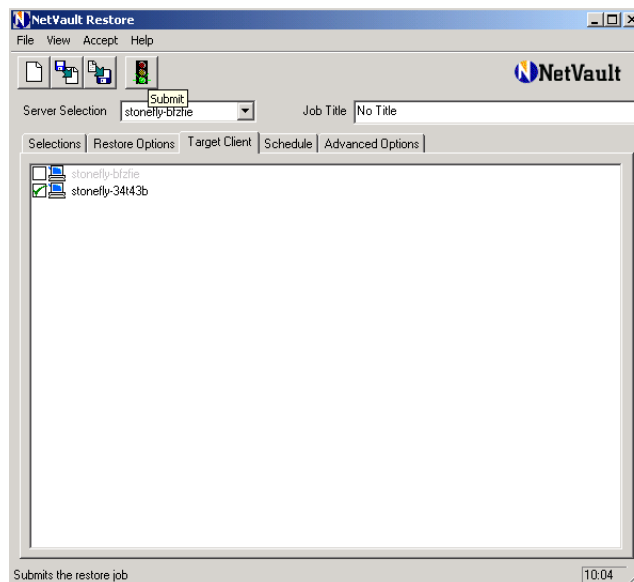 NetVault Restore
File View Accept Help
NetVault
Submit
Server Selection stonefly-bfzfie Job Title No Title
Selections Restore Options Target Client Schedule Advanced Options
stonefly-bfzfie
stonefly-34t43b
Submits the restore job 10:04